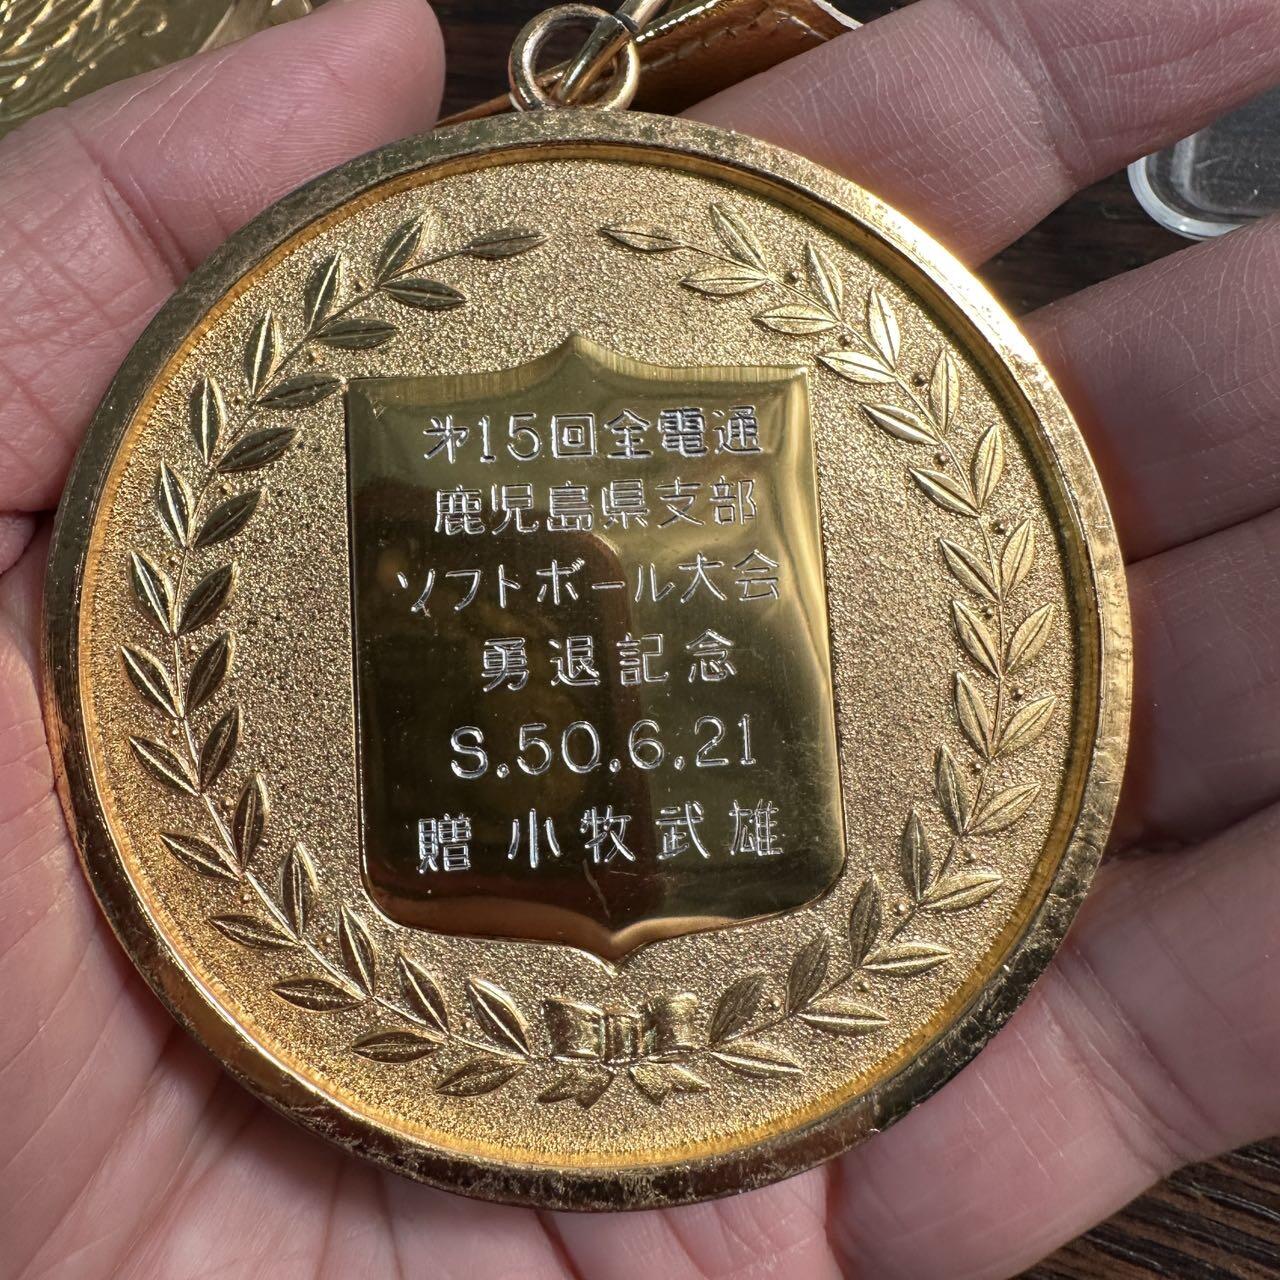 第15回全電通
鹿児島県支部
ソフトボール大会
勇退記念
S.50.6.21
贈 小牧武雄